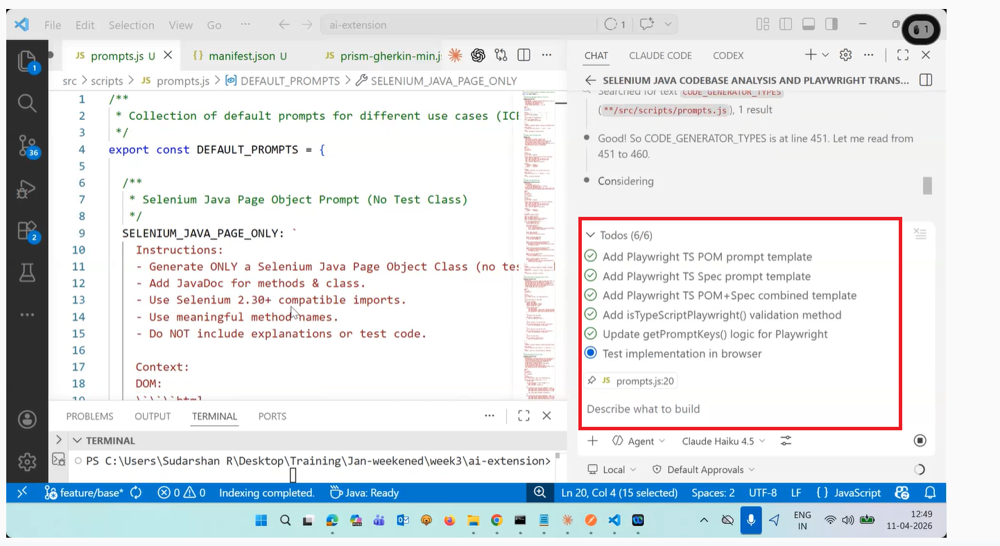 File Edit Selection View Go ... ai-extension 1 1
JS prompts.js U {} manifest.json U JS prism-gherkin-min.js
src > scripts > JS prompts.js > DEFAULT_PROMPTS > SELENIUM_JAVA_PAGE_ONLY
1 /**
2 * Collection of default prompts for different use cases (ICE POT
3 */
4 export const DEFAULT_PROMPTS = {
5
6 /**
7 * Selenium Java Page Object Prompt (No Test Class)
8 */
9 SELENIUM_JAVA_PAGE_ONLY: `
10 Instructions:
11 - Generate ONLY a Selenium Java Page Object Class (no tes
12 - Add JavaDoc for methods & class.
13 - Use Selenium 2.30+ compatible imports.
14 - Use meaningful method names.
15 - Do NOT include explanations or test code.
16
17 Context:
18 DOM:
19 \`\`\`html
1
36
2
PROBLEMS OUTPUT TERMINAL PORTS
TERMINAL
PS C:\Users\Sudarshan R\Desktop\Training\Jan-weekened\week3\ai-extension>
CHAT CLAUDE CODE CODEX
SELENIUM JAVA CODEBASE ANALYSIS AND PLAYWRIGHT TRANS...
Searched for text CODE_GENERATOR_TYPES
(**/src/scripts/prompts.js), 1 result
Good! So CODE_GENERATOR_TYPES is at line 451. Let me read from
451 to 460.
Considering
Todos (6/6)
Add Playwright TS POM prompt template
Add Playwright TS Spec prompt template
Add Playwright TS POM+Spec combined template
Add isTypeScriptPlaywright() validation method
Update getPromptKeys() logic for Playwright
Test implementation in browser
JS prompts.js:20
Describe what to build
Agent Claude Haiku 4.5
Local Default Approvals
feature/base* 0 0 Indexing completed. Java: Ready Ln 20, Col 4 (15 selected) Spaces: 2 UTF-8 LF {} JavaScript
ENG
IN
12:49
11-04-2026